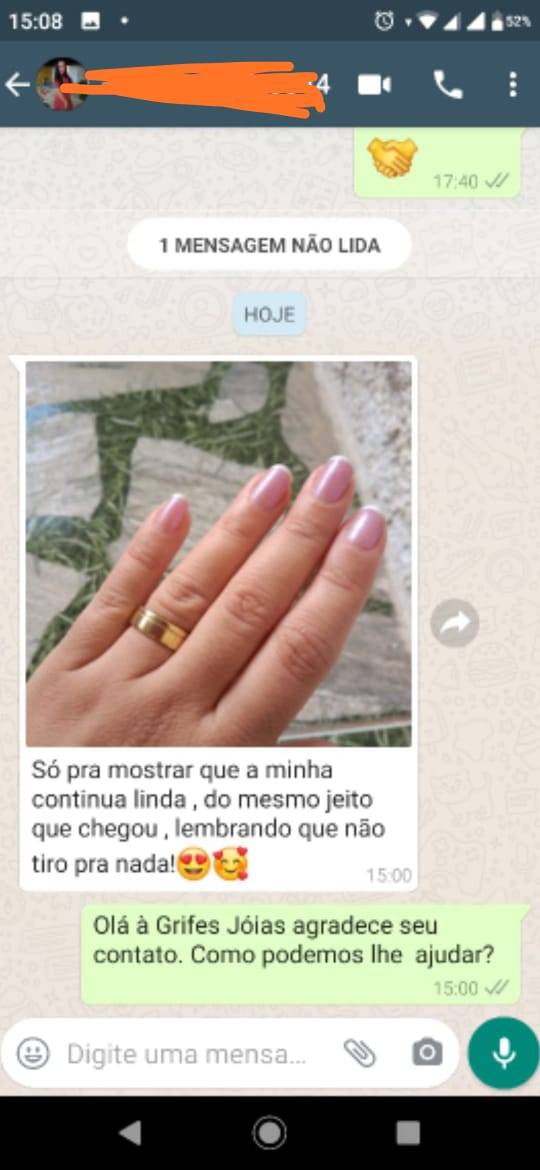 15:08
52%
4
17:40
1 MENSAGEM NÃO LIDA
HOJE
Só pra mostrar que a minha
continua linda , do mesmo jeito
que chegou , lembrando que não
tiro pra nada!😍🥰
15:00
Olá à Grifes Jóias agradece seu
contato. Como podemos lhe ajudar?
15:00
Digite uma mensa...